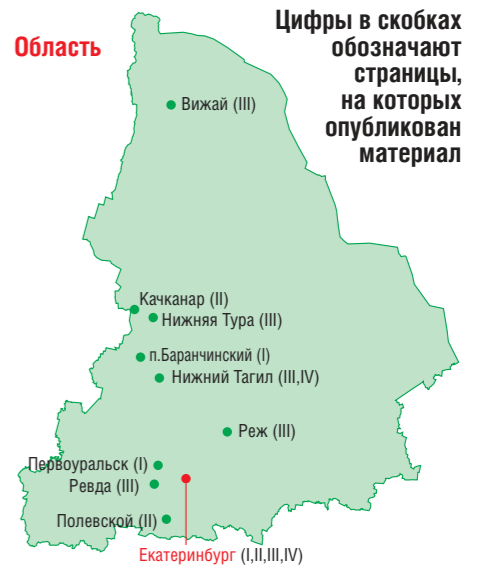 Область
Цифры в скобках
обозначают
страницы,
на которых
опубликован
материал
Вижай (III)
Качканар (II)
Нижняя Тура (III)
п.Баранчинский (I)
Нижний Тагил (III,IV)
Реж (III)
Первоуральск (I)
Ревда (III)
Полевской (II)
Екатеринбург (I,II,III,IV)